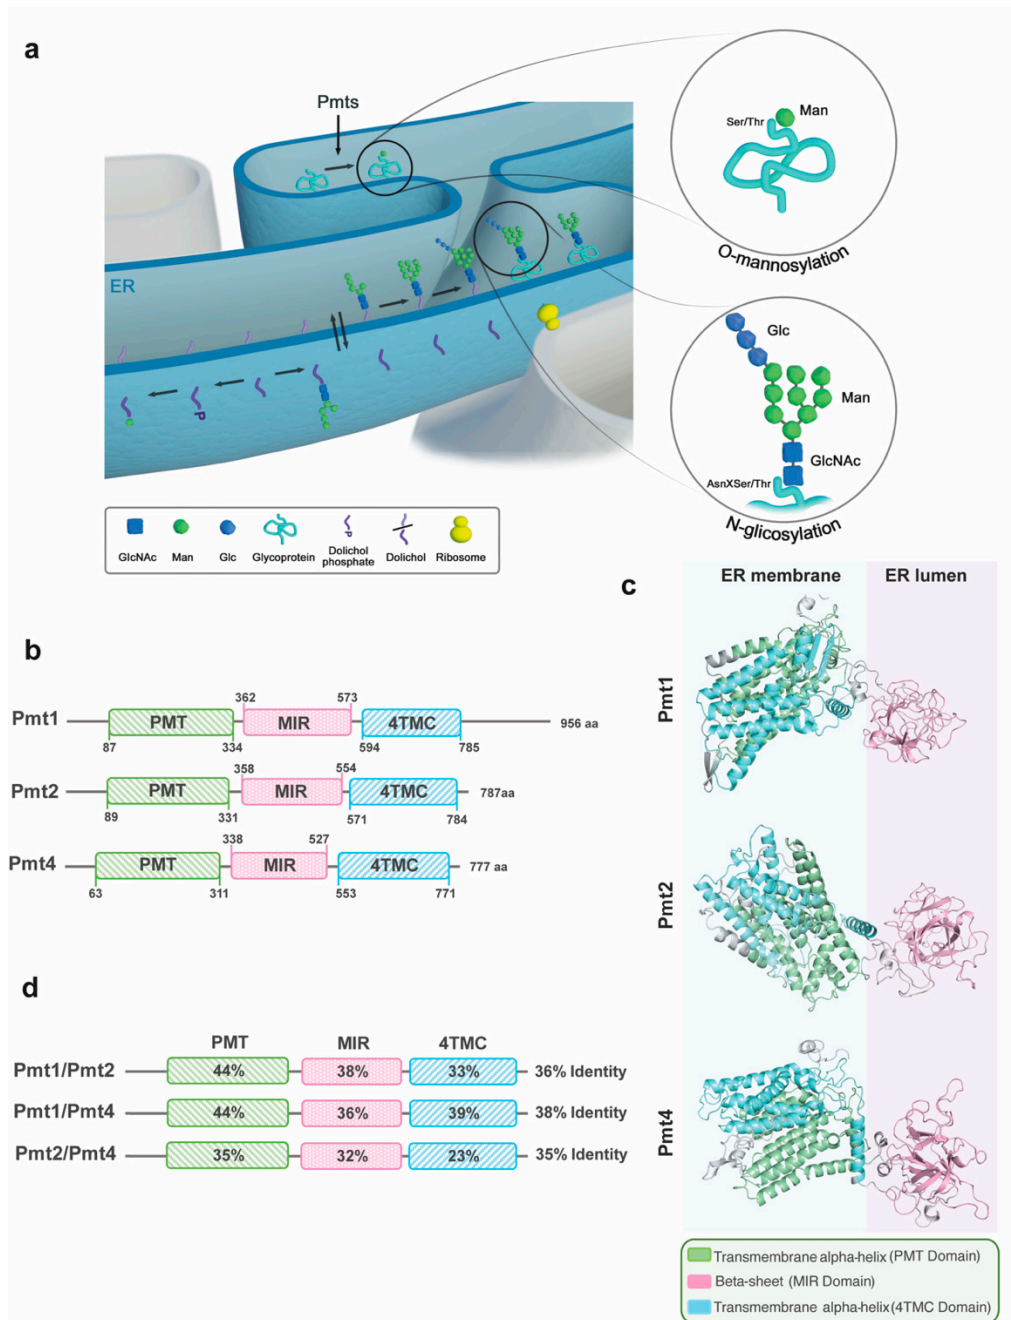 a
Pmts
Ser/Thr
Man
O-mannosylation
ER
P
Glc
Man
GlcNAc
AsnXSer/Thr
N-glicosylation
GlcNAc
Man
Glc
Glycoprotein
P
Dolichol
phosphate
Dolichol
Ribosome
b
Pmt1
PMT
MIR
4TMC
87
334
362
573
594
785
956 aa
Pmt2
PMT
MIR
4TMC
89
331
358
554
571
784
787aa
Pmt4
PMT
MIR
4TMC
63
311
338
527
553
771
777 aa
c
ER membrane
ER lumen
Pmt1
Pmt2
Pmt4
Transmembrane alpha-helix (PMT Domain)
Beta-sheet (MIR Domain)
Transmembrane alpha-helix(4TMC Domain)
d
PMT MIR 4TMC
Pmt1/Pmt2 44% 38% 33% 36% Identity
Pmt1/Pmt4 44% 36% 39% 38% Identity
Pmt2/Pmt4 35% 32% 23% 35% Identity